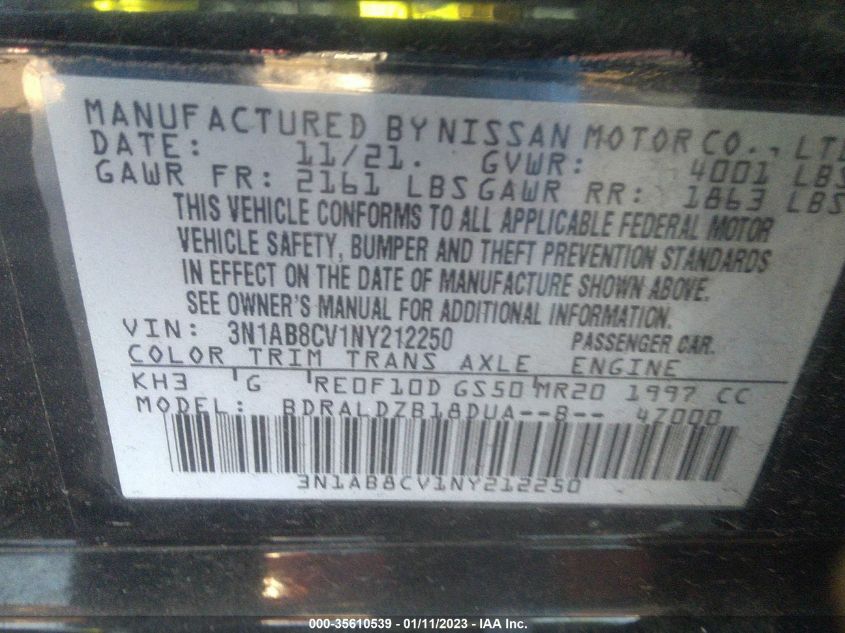 MANUFACTURED BY NISSAN MOTOR CO., LTD
DATE: 11/21. GVWR: 4001 LBS
GAWR FR: 2161 LBS GAWR RR: 1863 LBS
THIS VEHICLE CONFORMS TO ALL APPLICABLE FEDERAL MOTOR
VEHICLE SAFETY, BUMPER AND THEFT PREVENTION STANDARDS
IN EFFECT ON THE DATE OF MANUFACTURE SHOWN ABOVE.
SEE OWNER'S MANUAL FOR ADDITIONAL INFORMATION.
VIN: 3N1AB8CV1NY212250 PASSENGER CAR.
COLOR TRIM TRANS AXLE ENGINE
KH3 G RE0F10D GS50 MR20 1997 CC
MODEL: BDRALDZB18DUA--B-- 47000
3N1AB8CV1NY212250
000-35610539 - 01/11/2023 - IAA Inc.